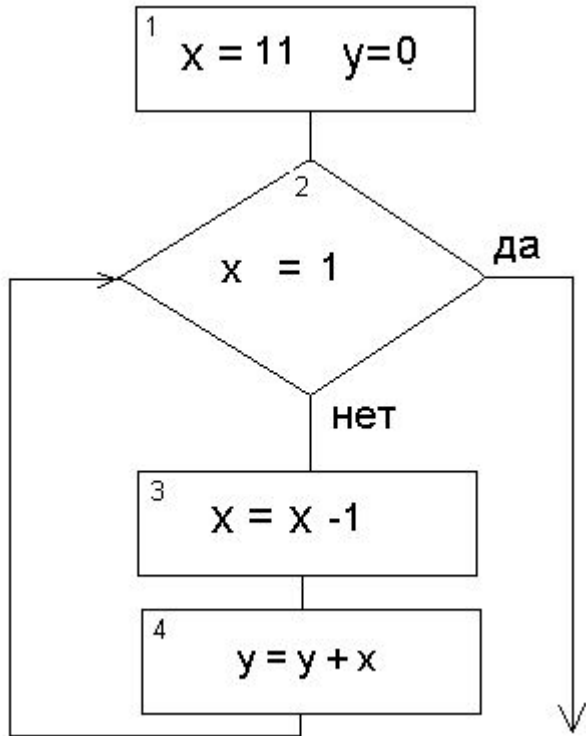 1
x = 11 y=0
2
x = 1
да
нет
3
x = x -1
4
y = y + x